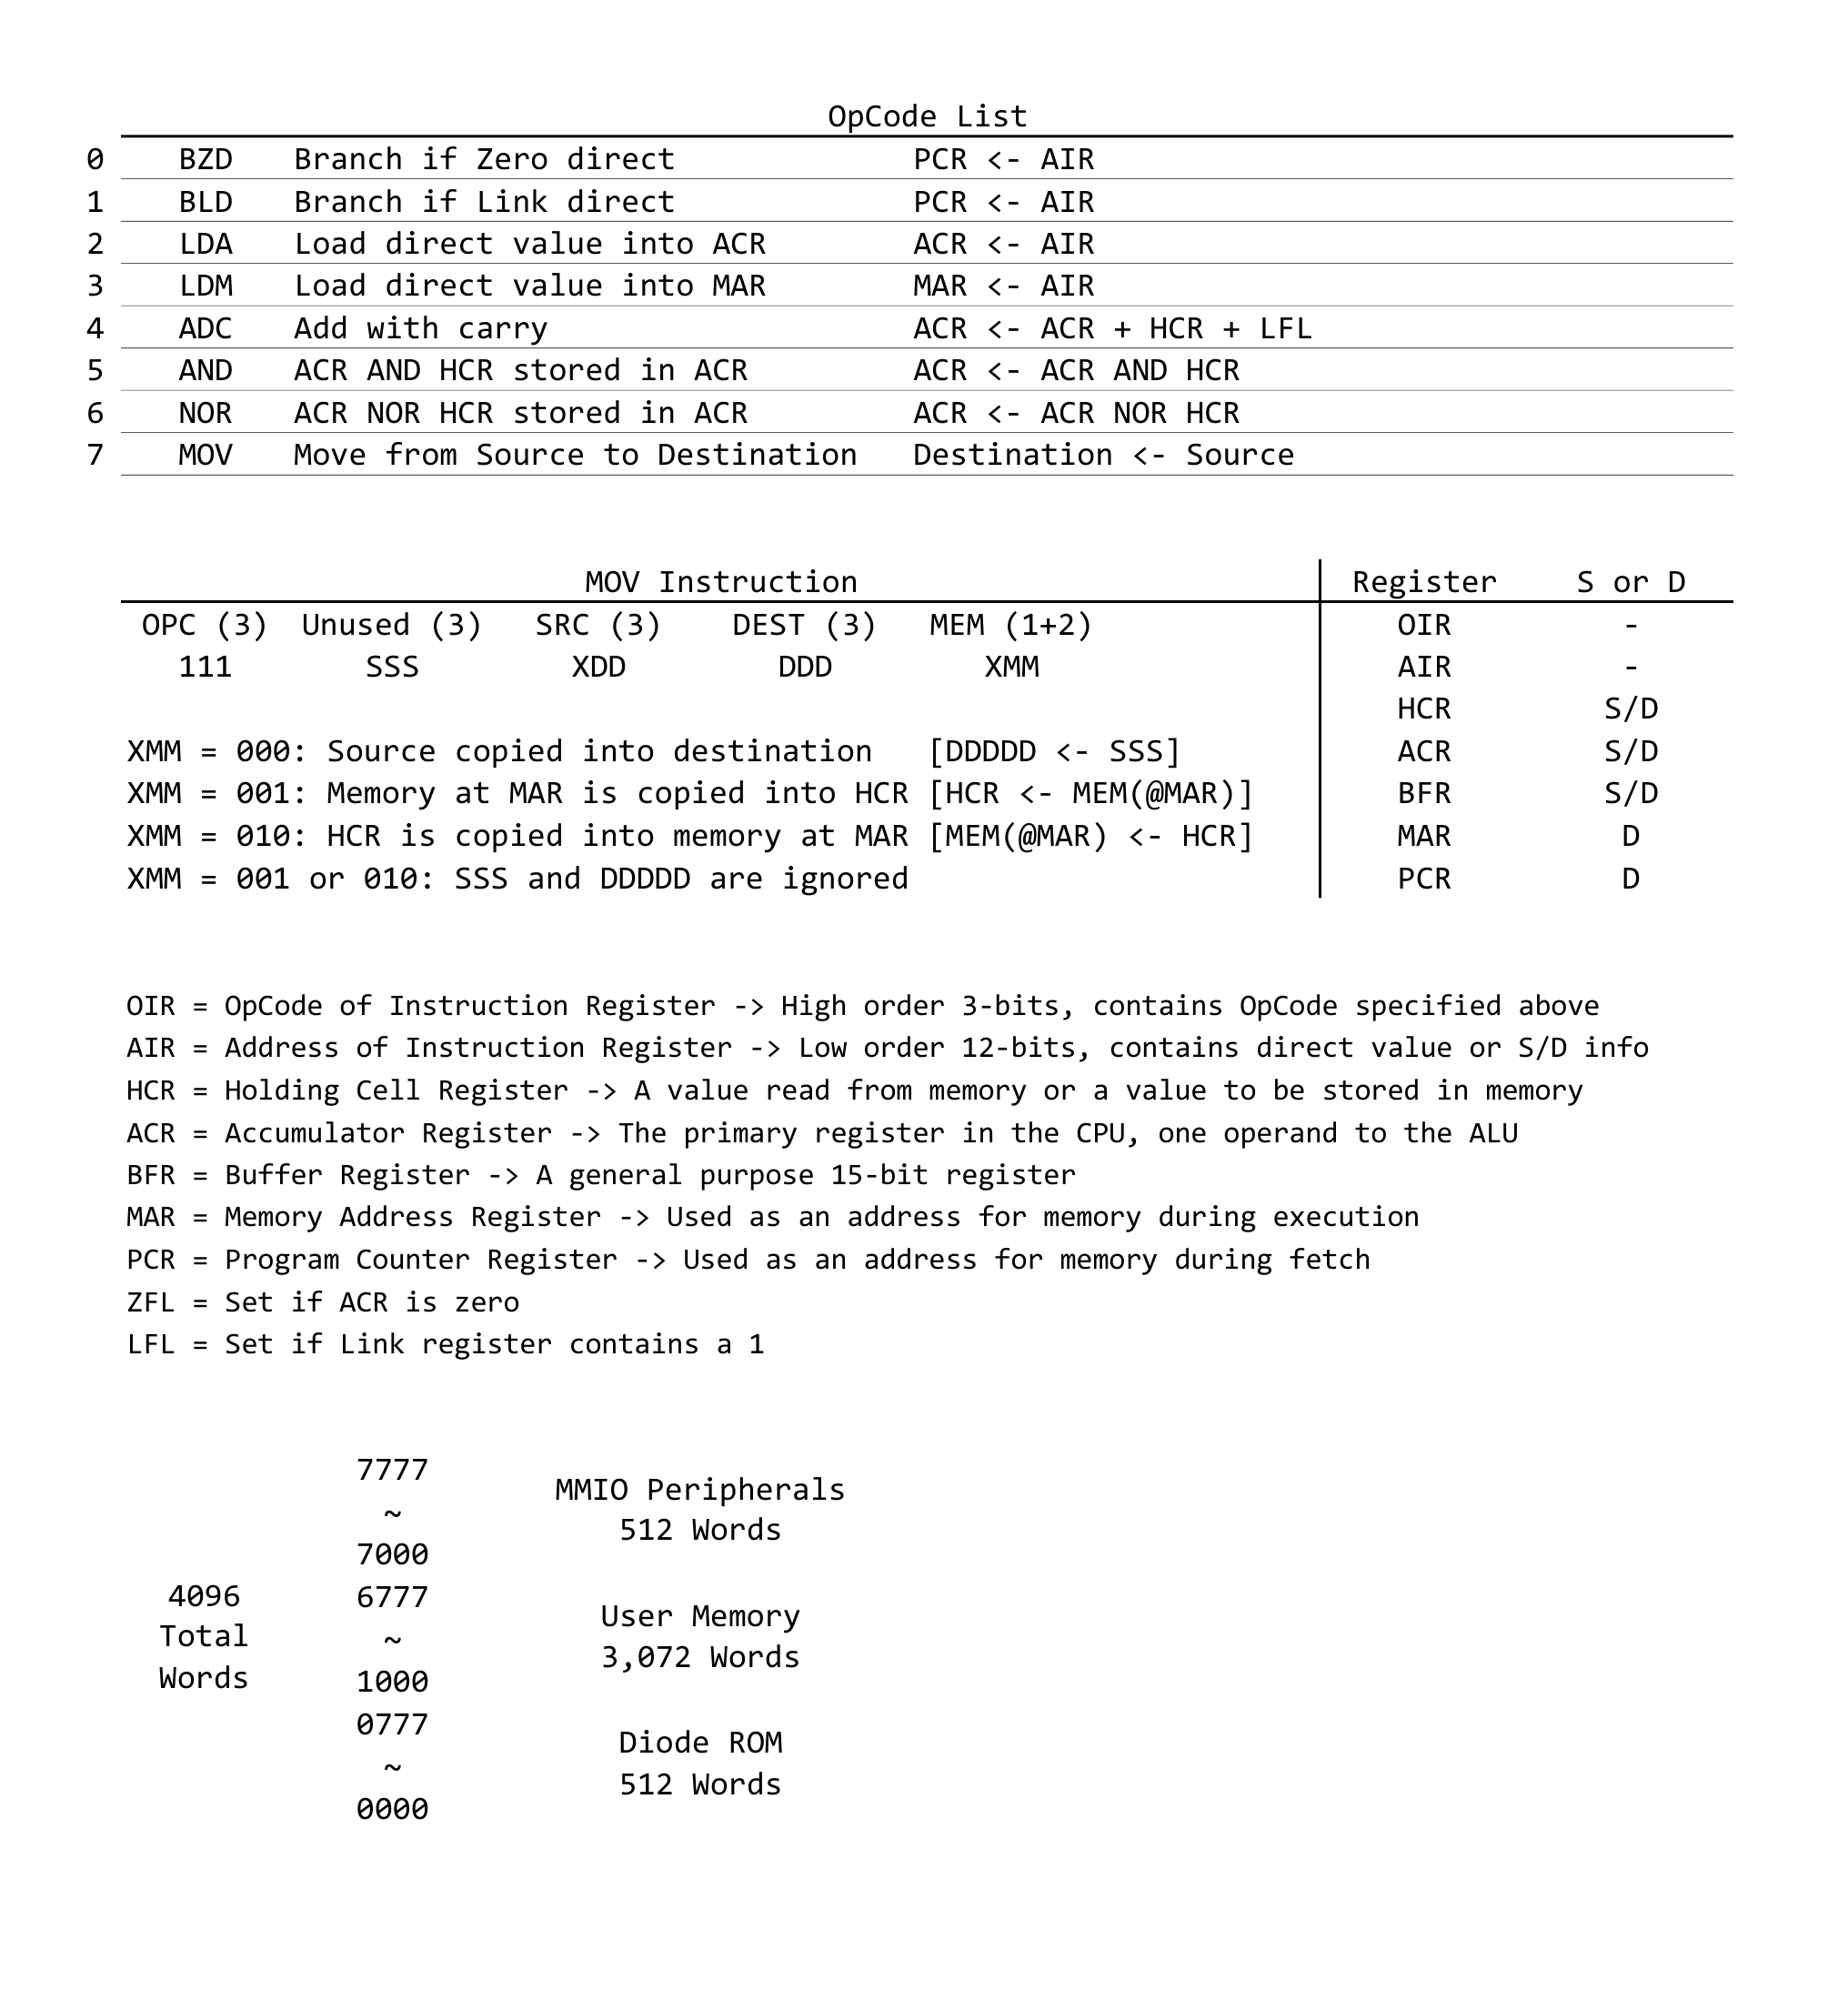 OpCode List
0 BZD Branch if Zero direct PCR <- AIR
1 BLD Branch if Link direct PCR <- AIR
2 LDA Load direct value into ACR ACR <- AIR
3 LDM Load direct value into MAR MAR <- AIR
4 ADC Add with carry ACR <- ACR + HCR + LFL
5 AND ACR AND HCR stored in ACR ACR <- ACR AND HCR
6 NOR ACR NOR HCR stored in ACR ACR <- ACR NOR HCR
7 MOV Move from Source to Destination Destination <- Source
MOV Instruction Register S or D
OPC (3) Unused (3) SRC (3) DEST (3) MEM (1+2) OIR -
111 SSS XDD DDD XMM AIR -
HCR S/D
XMM = 000: Source copied into destination [DDDDD <- SSS] ACR S/D
XMM = 001: Memory at MAR is copied into HCR [HCR <- MEM(@MAR)] BFR S/D
XMM = 010: HCR is copied into memory at MAR [MEM(@MAR) <- HCR] MAR D
XMM = 001 or 010: SSS and DDDDD are ignored PCR D
OIR = OpCode of Instruction Register -> High order 3-bits, contains OpCode specified above
AIR = Address of Instruction Register -> Low order 12-bits, contains direct value or S/D info
HCR = Holding Cell Register -> A value read from memory or a value to be stored in memory
ACR = Accumulator Register -> The primary register in the CPU, one operand to the ALU
BFR = Buffer Register -> A general purpose 15-bit register
MAR = Memory Address Register -> Used as an address for memory during execution
PCR = Program Counter Register -> Used as an address for memory during fetch
ZFL = Set if ACR is zero
LFL = Set if Link register contains a 1
4096
Total
Words
7777
~
7000
MMIO Peripherals
512 Words
6777
~
1000
User Memory
3,072 Words
0777
~
0000
Diode ROM
512 Words